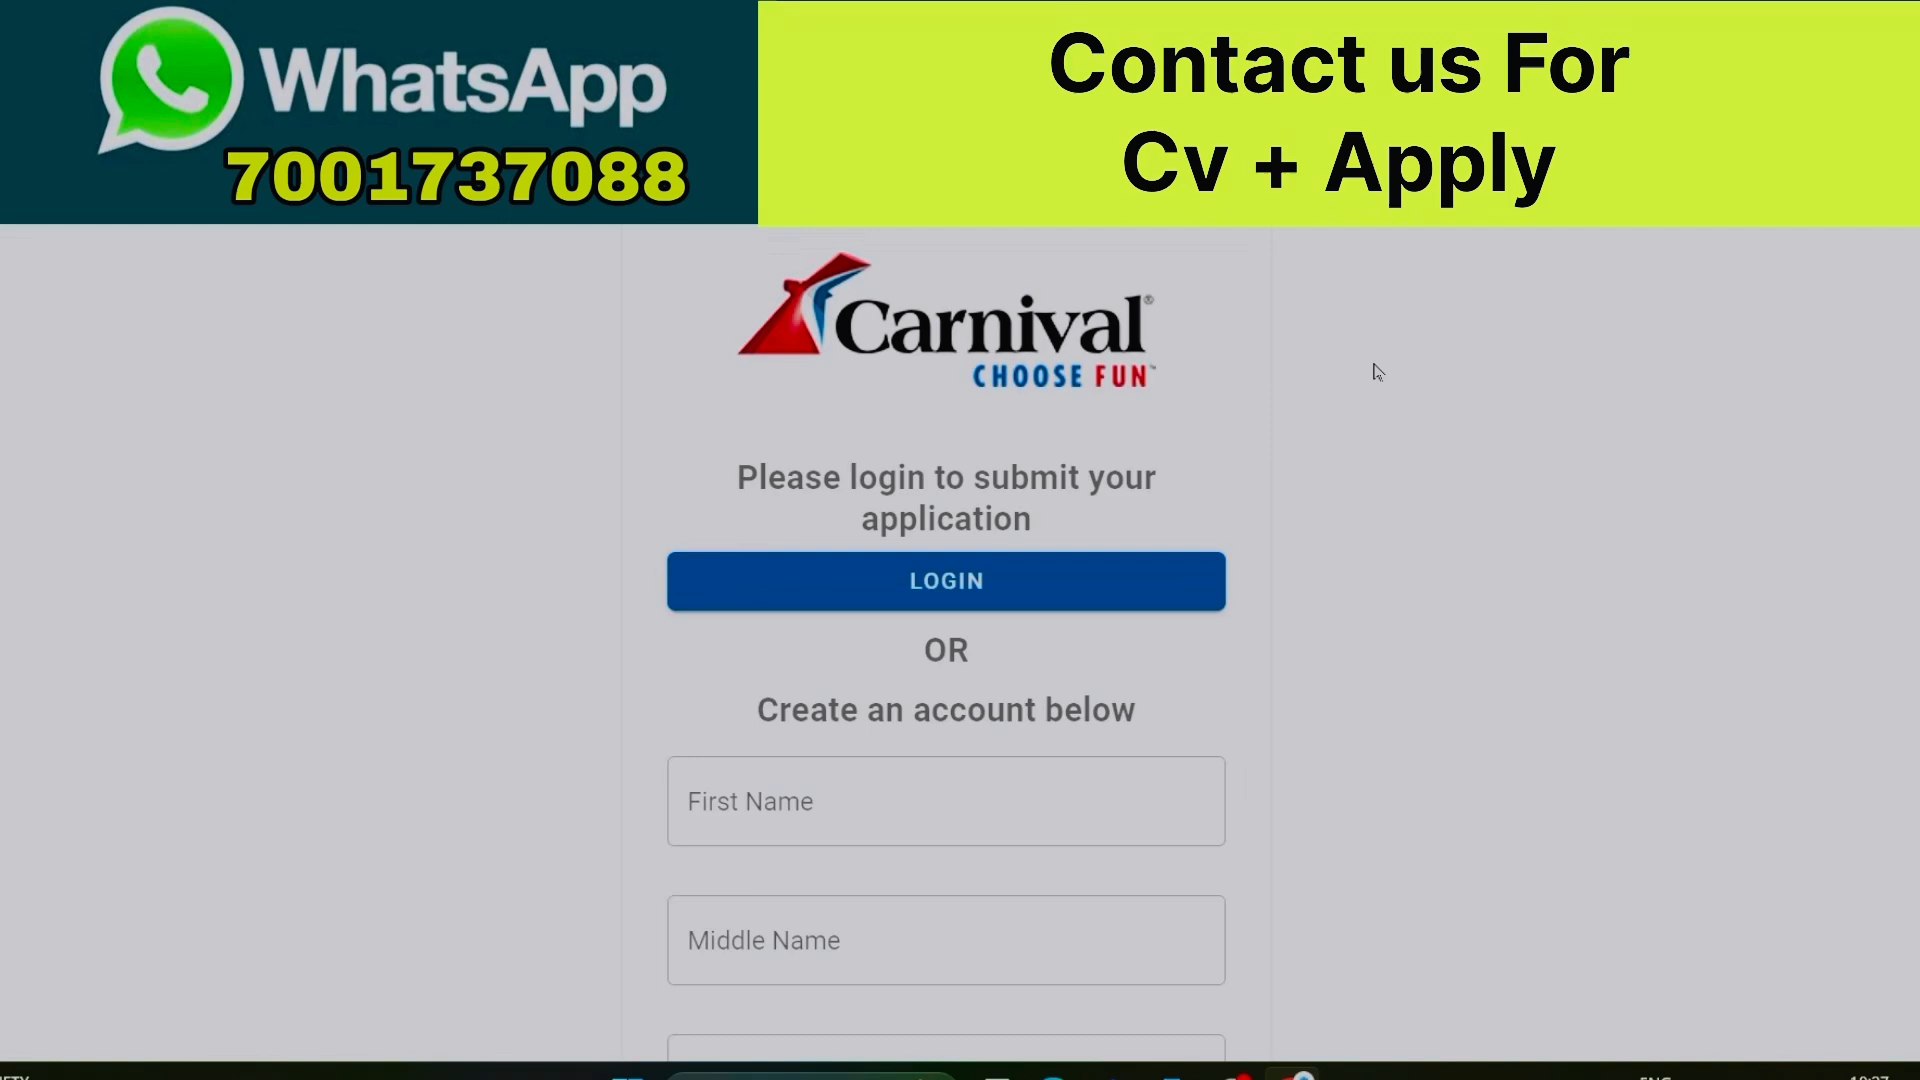 WhatsApp
7001737088
Contact us For
Cv + Apply
Carnival®
CHOOSE FUN™
Please login to submit your
application
LOGIN
OR
Create an account below
First Name
Middle Name